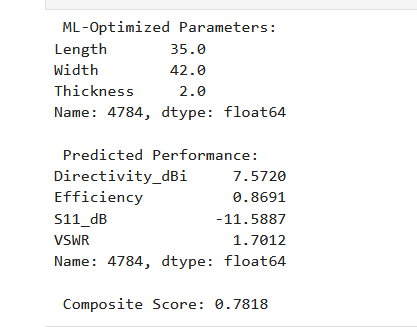 ML-Optimized Parameters:
Length       35.0
Width        42.0
Thickness     2.0
Name: 4784, dtype: float64
Predicted Performance:
Directivity_dBi     7.5720
Efficiency          0.8691
S11_dB            -11.5887
VSWR                1.7012
Name: 4784, dtype: float64
Composite Score: 0.7818